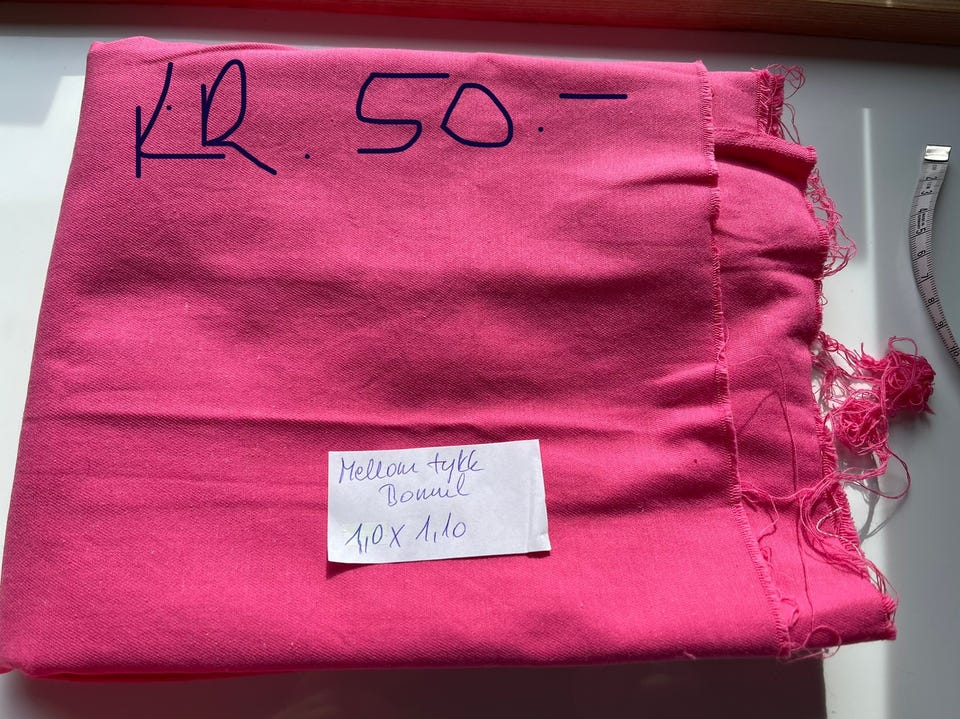 KR. 50.-
Mellom tykk
Bomull
1,0 x 1,10